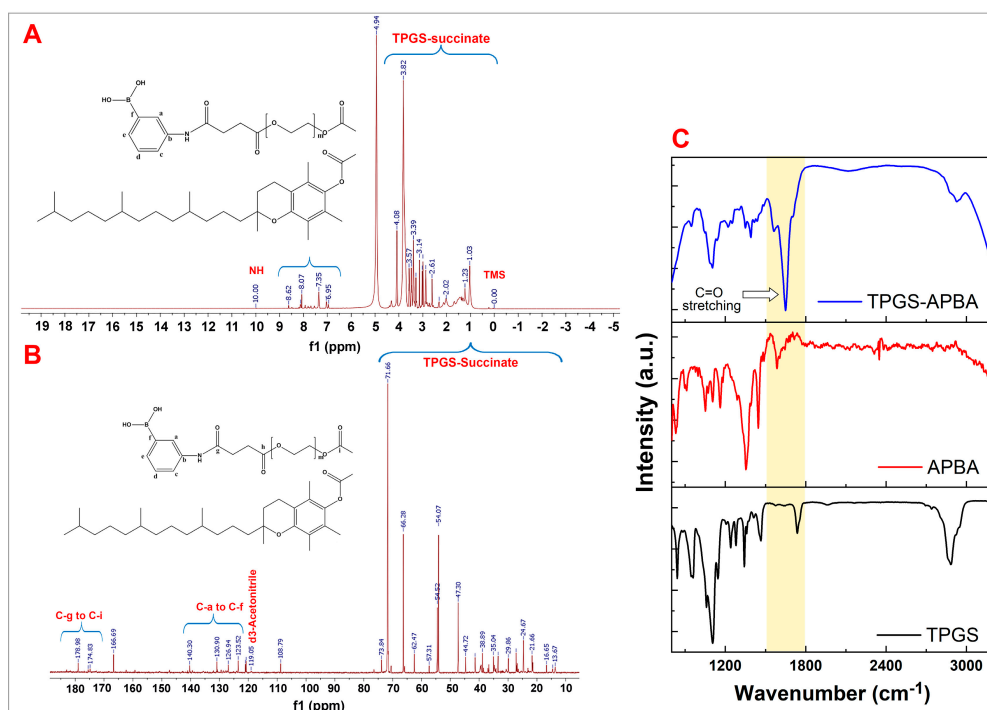 A
TPGS-succinate
4.94
3.82
4.08
3.57
3.39
3.14
2.61
2.02
1.23
1.03
TMS
0.00
NH
10.00
8.62
8.07
7.35
6.95
OH
HO
B
f
a
e
b
d
c
NH
O
O
O
m
O
O
O
O
O
19 18 17 16 15 14 13 12 11 10 9 8 7 6 5 4 3 2 1 0 -1 -2 -3 -4 -5
f1 (ppm)
B
TPGS-Succinate
71.66
66.28
54.07
54.52
47.30
73.84
62.47
57.31
44.72
38.89
35.04
29.86
24.67
21.66
16.65
13.67
C-g to C-i
178.98
174.83
166.69
C-a to C-f
140.30
130.90
126.94
123.52
119.05
d3-Acetonitrile
108.79
OH
HO
B
f
a
e
b
d
c
NH
O
g
O
h
O
m
O
O
i
O
O
O
180 170 160 150 140 130 120 110 100 90 80 70 60 50 40 30 20 10
f1 (ppm)
C
C=O
stretching
TPGS-APBA
APBA
TPGS
Intensity (a.u.)
1200 1800 2400 3000
Wavenumber (cm⁻¹)